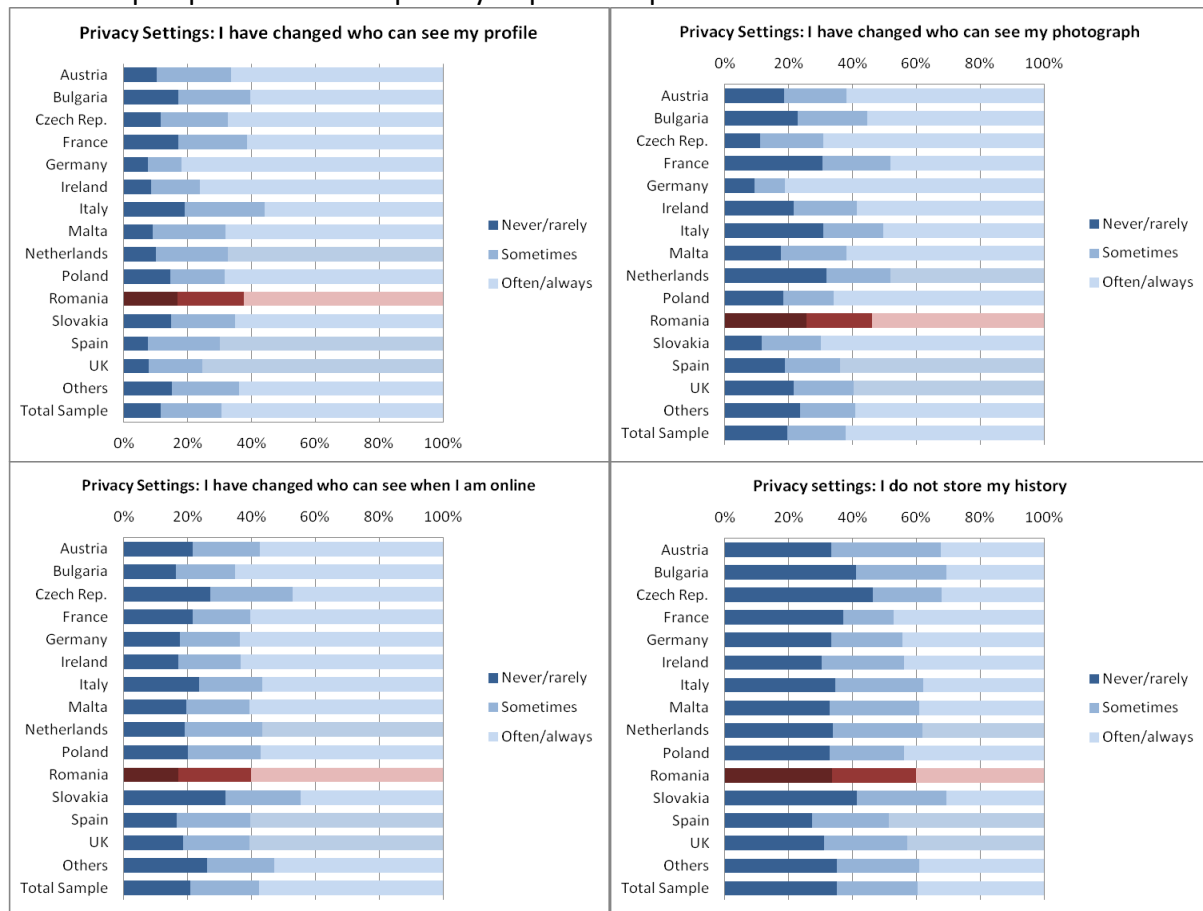 Privacy Settings: I have changed who can see my profile
Austria
Bulgaria
Czech Rep.
France
Germany
Ireland
Italy
Malta
Netherlands
Poland
Romania
Slovakia
Spain
UK
Others
Total Sample
0% 20% 40% 60% 80% 100%
Never/rarely
Sometimes
Often/always
Privacy Settings: I have changed who can see my photograph
0% 20% 40% 60% 80% 100%
Austria
Bulgaria
Czech Rep.
France
Germany
Ireland
Italy
Malta
Netherlands
Poland
Romania
Slovakia
Spain
UK
Others
Total Sample
Never/rarely
Sometimes
Often/always
Privacy Settings: I have changed who can see when I am online
0% 20% 40% 60% 80% 100%
Austria
Bulgaria
Czech Rep.
France
Germany
Ireland
Italy
Malta
Netherlands
Poland
Romania
Slovakia
Spain
UK
Others
Total Sample
Never/rarely
Sometimes
Often/always
Privacy settings: I do not store my history
0% 20% 40% 60% 80% 100%
Austria
Bulgaria
Czech Rep.
France
Germany
Ireland
Italy
Malta
Netherlands
Poland
Romania
Slovakia
Spain
UK
Others
Total Sample
Never/rarely
Sometimes
Often/always